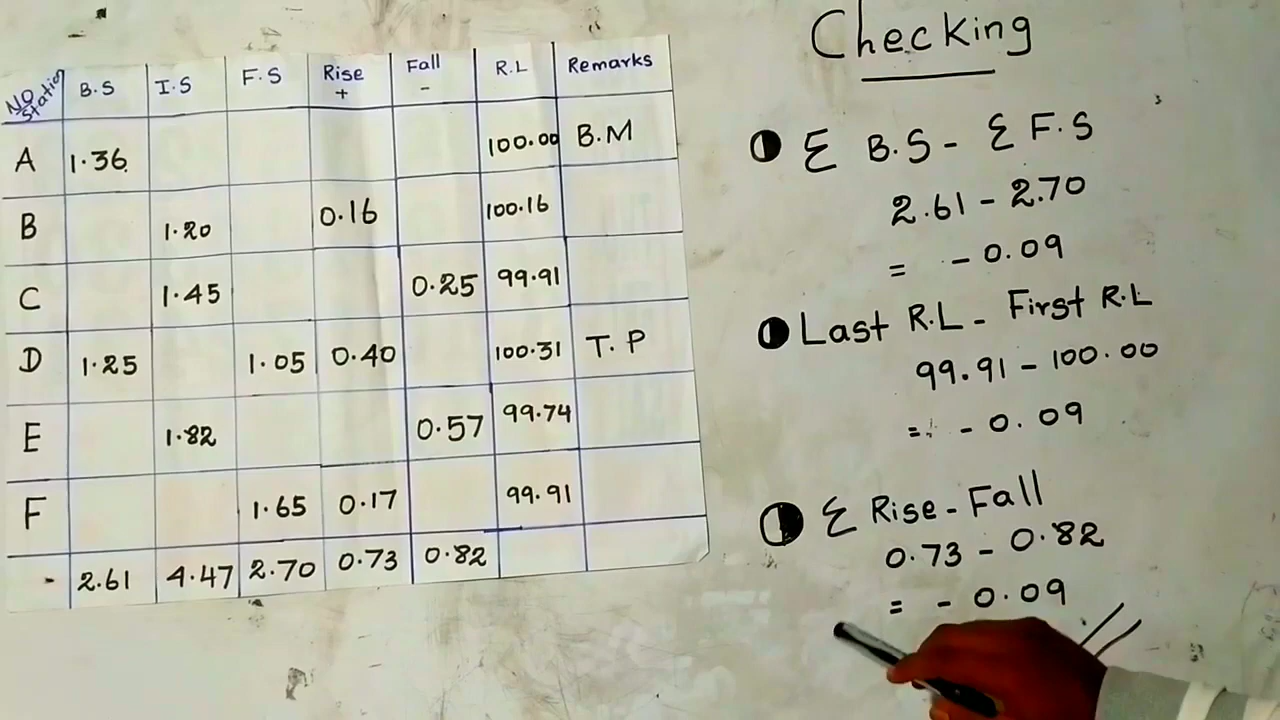 NO Station B.S I.S F.S Rise + Fall - R.L Remarks
A 1.36 100.00 B.M
B 1.20 0.16 100.16
C 1.45 0.25 99.91
D 1.25 1.05 0.40 100.31 T.P
E 1.82 0.57 99.74
F 1.65 0.17 99.91
2.61 4.47 2.70 0.73 0.82
Checking
Σ B.S - Σ F.S
2.61 - 2.70
= - 0.09
Last R.L - First R.L
99.91 - 100.00
= - 0.09
Σ Rise - Fall
0.73 - 0.82
= - 0.09